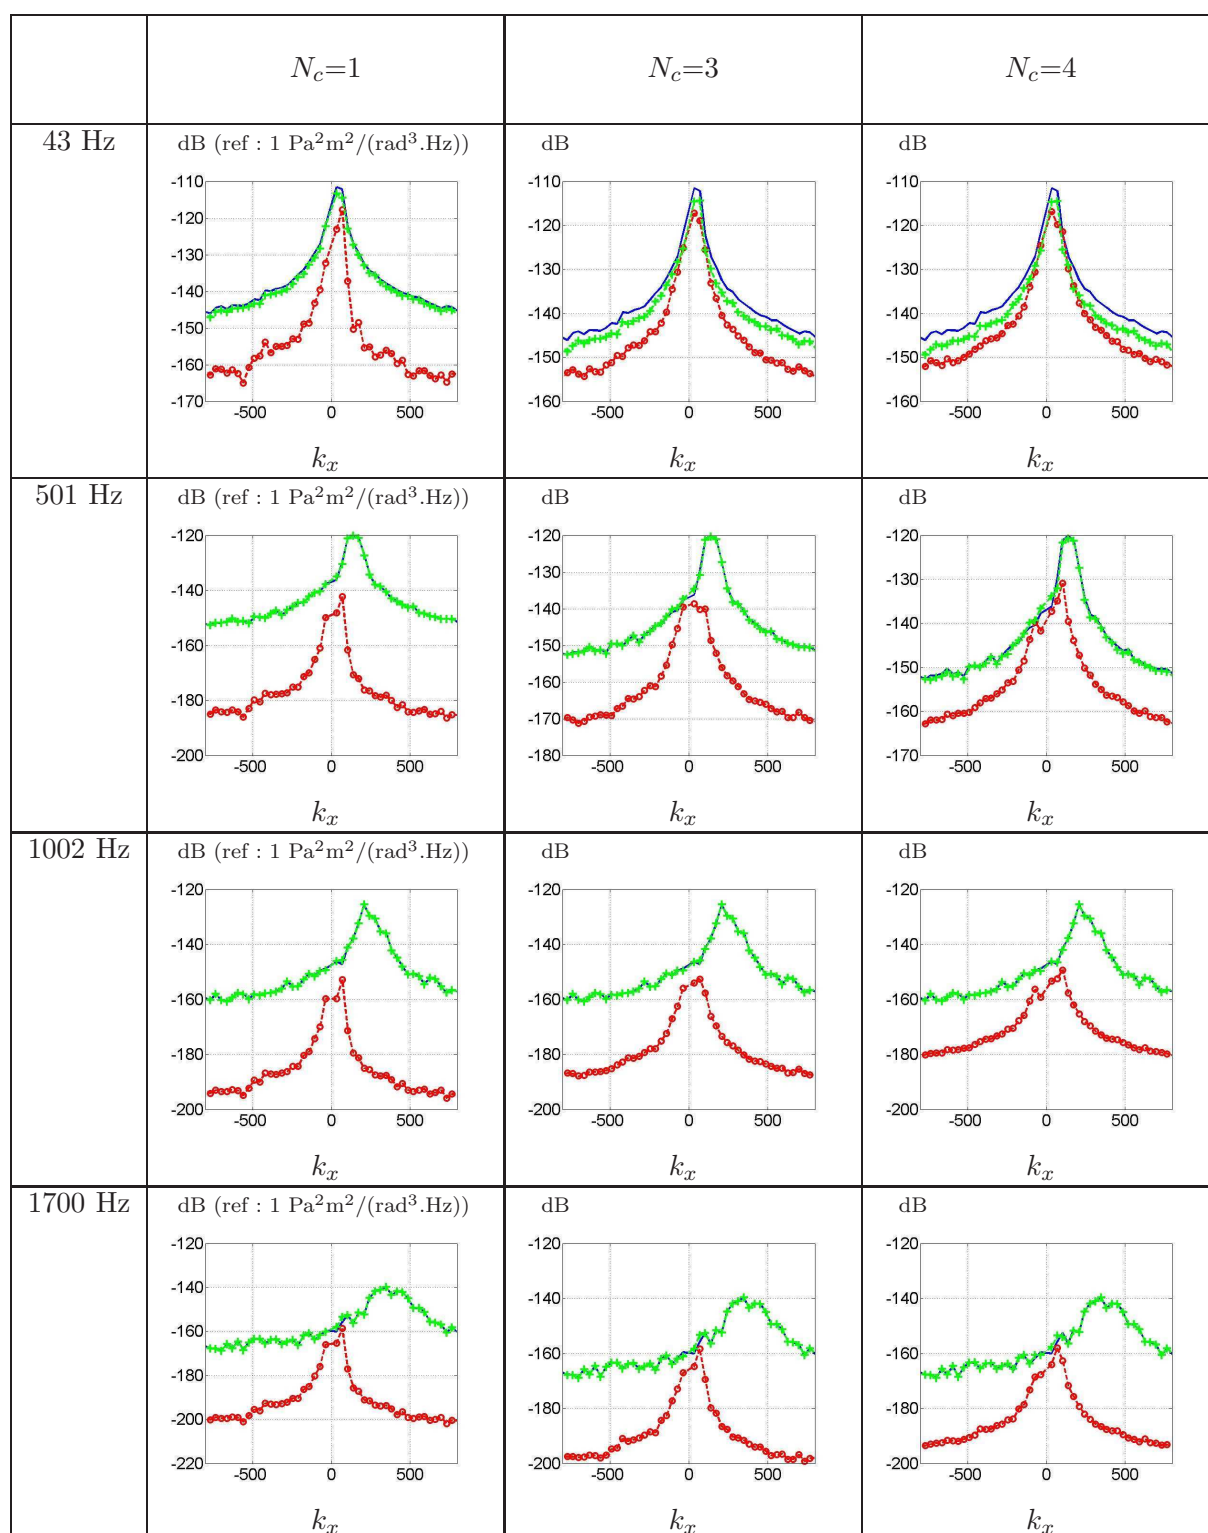 N_c=1 N_c=3 N_c=4
43 Hz dB (ref : 1 Pa²m²/(rad³.Hz)) dB dB
-110 -110 -110
-120 -120 -120
-130 -130 -130
-140 -140 -140
-150 -150 -150
-160
-170 -160 -160
-500 0 500 -500 0 500 -500 0 500
k_x k_x k_x
501 Hz dB (ref : 1 Pa²m²/(rad³.Hz)) dB dB
-120 -120 -120
-130 -130
-140 -140 -140
-150 -150
-160 -160 -160
-180 -170
-200 -180 -170
-500 0 500 -500 0 500 -500 0 500
k_x k_x k_x
1002 Hz dB (ref : 1 Pa²m²/(rad³.Hz)) dB dB
-120 -120 -120
-140 -140 -140
-160 -160 -160
-180 -180 -180
-200 -200 -200
-500 0 500 -500 0 500 -500 0 500
k_x k_x k_x
1700 Hz dB (ref : 1 Pa²m²/(rad³.Hz)) dB dB
-120 -120 -120
-140 -140 -140
-160 -160 -160
-180 -180 -180
-200
-220 -200 -200
-500 0 500 -500 0 500 -500 0 500
k_x k_x k_x